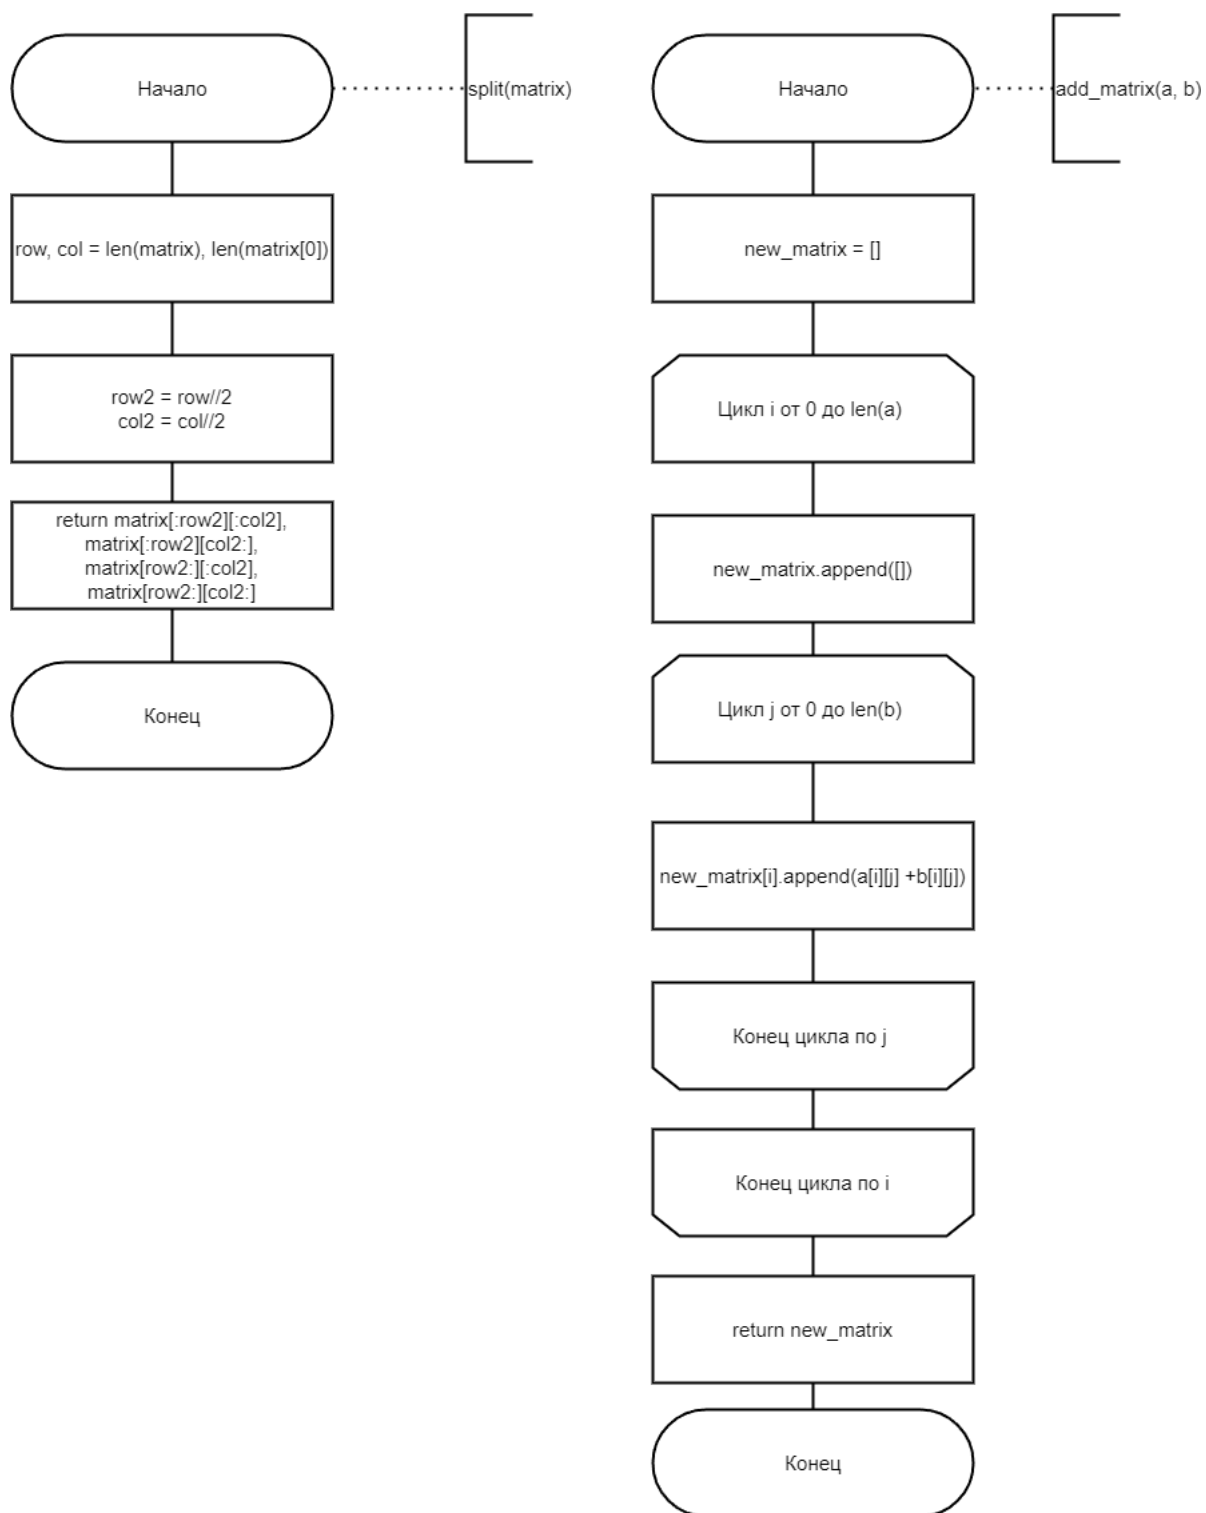 Начало
split(matrix)
row, col = len(matrix), len(matrix[0])
row2 = row//2
col2 = col//2
return matrix[:row2][:col2],
matrix[:row2][col2:],
matrix[row2:][:col2],
matrix[row2:][col2:]
Конец
Начало
add_matrix(a, b)
new_matrix = []
Цикл i от 0 до len(a)
new_matrix.append([])
Цикл j от 0 до len(b)
new_matrix[i].append(a[i][j] +b[i][j])
Конец цикла по j
Конец цикла по i
return new_matrix
Конец